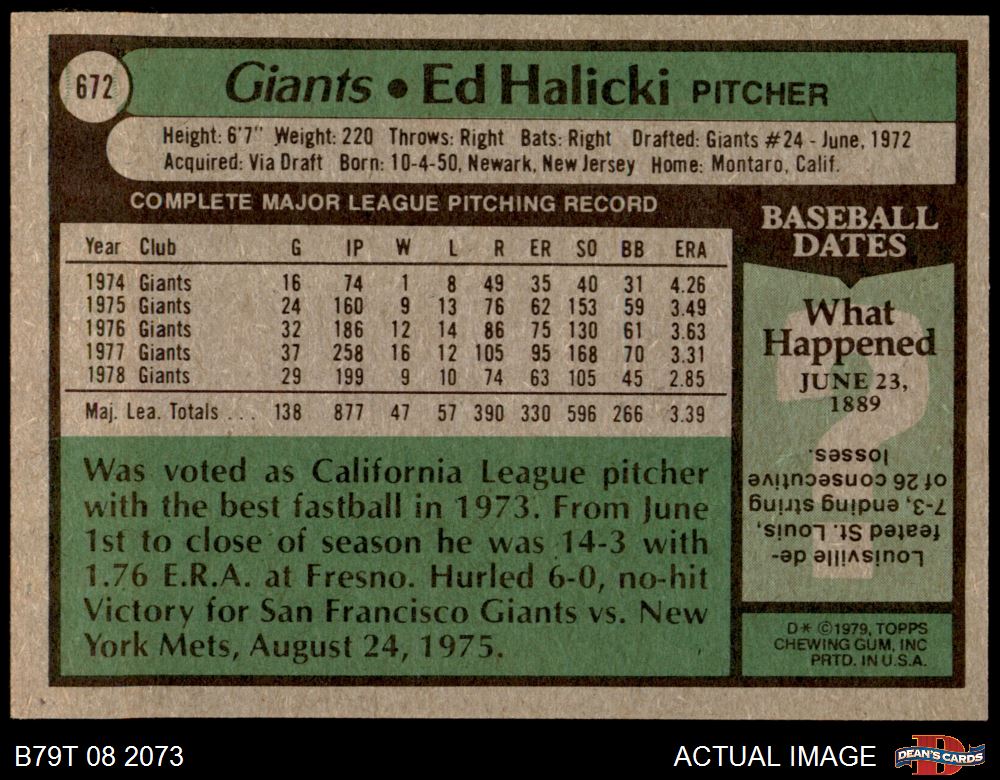 672
Giants • Ed Halicki PITCHER
Height: 6'7" Weight: 220 Throws: Right Bats: Right Drafted: Giants #24 - June, 1972
Acquired: Via Draft Born: 10-4-50, Newark, New Jersey Home: Montaro, Calif.
COMPLETE MAJOR LEAGUE PITCHING RECORD
Year Club G IP W L R ER SO BB ERA
1974 Giants 16 74 1 8 49 35 40 31 4.26
1975 Giants 24 160 9 13 76 62 153 59 3.49
1976 Giants 32 186 12 14 86 75 130 61 3.63
1977 Giants 37 258 16 12 105 95 168 70 3.31
1978 Giants 29 199 9 10 74 63 105 45 2.85
Maj. Lea. Totals . . . 138 877 47 57 390 330 596 266 3.39
Was voted as California League pitcher
with the best fastball in 1973. From June
1st to close of season he was 14-3 with
1.76 E.R.A. at Fresno. Hurled 6-0, no-hit
Victory for San Francisco Giants vs. New
York Mets, August 24, 1975.
BASEBALL
DATES
What
Happened
JUNE 23,
1889
Louisville de-
feated St. Louis,
7-3, ending string
of 26 consecutive
losses.
D* ©1979, TOPPS
CHEWING GUM, INC
PRTD. IN U.S.A.
B79T 08 2073
ACTUAL IMAGE
D
DEAN'S CARDS